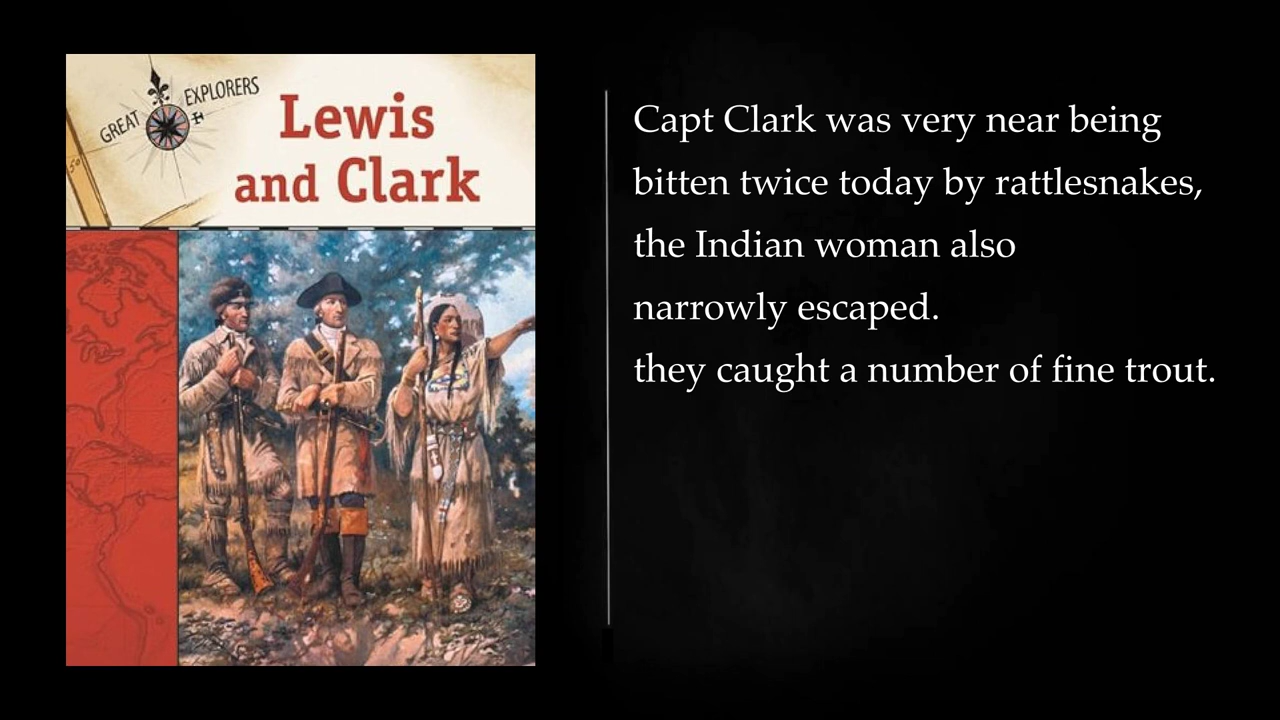 GREAT EXPLORERS
Lewis
and Clark
50
Capt Clark was very near being
bitten twice today by rattlesnakes,
the Indian woman also
narrowly escaped.
they caught a number of fine trout.